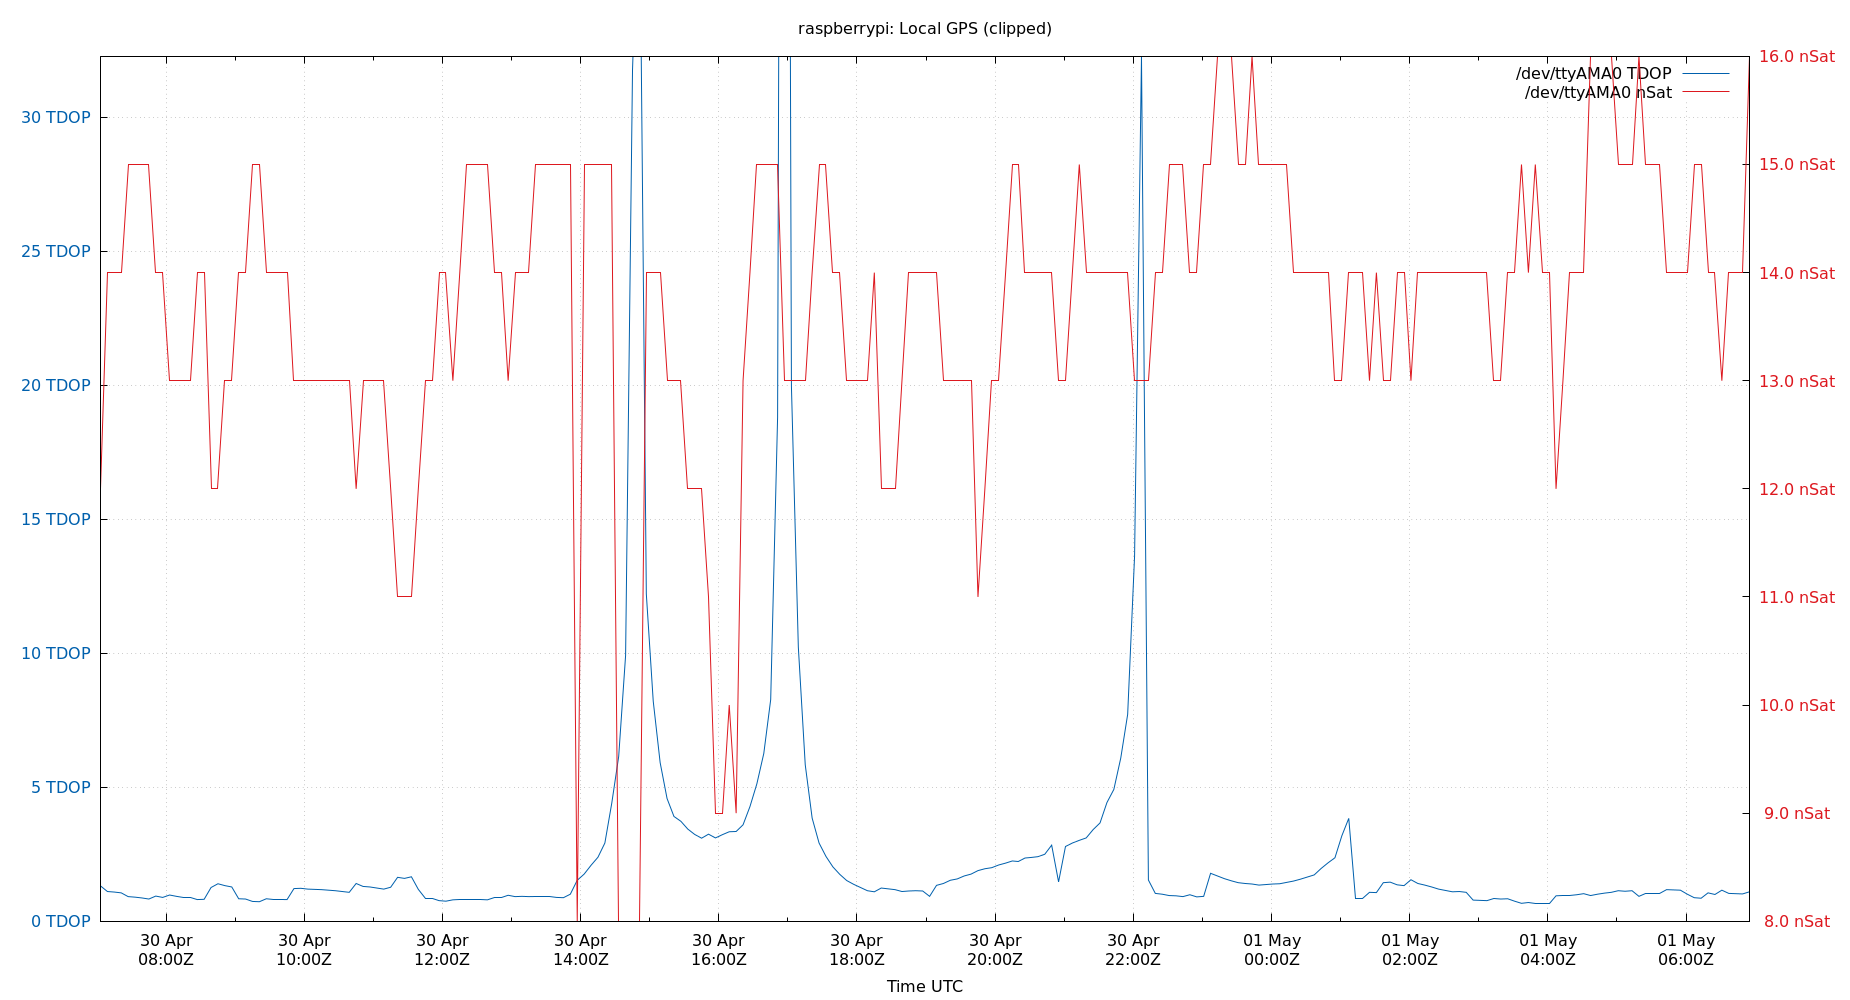 raspberrypi: Local GPS (clipped)
/dev/ttyAMA0 TDOP
/dev/ttyAMA0 nSat
30 TDOP
25 TDOP
20 TDOP
15 TDOP
10 TDOP
5 TDOP
0 TDOP
16.0 nSat
15.0 nSat
14.0 nSat
13.0 nSat
12.0 nSat
11.0 nSat
10.0 nSat
9.0 nSat
8.0 nSat
30 Apr
08:00Z
30 Apr
10:00Z
30 Apr
12:00Z
30 Apr
14:00Z
30 Apr
16:00Z
30 Apr
18:00Z
30 Apr
20:00Z
30 Apr
22:00Z
01 May
00:00Z
01 May
02:00Z
01 May
04:00Z
01 May
06:00Z
Time UTC